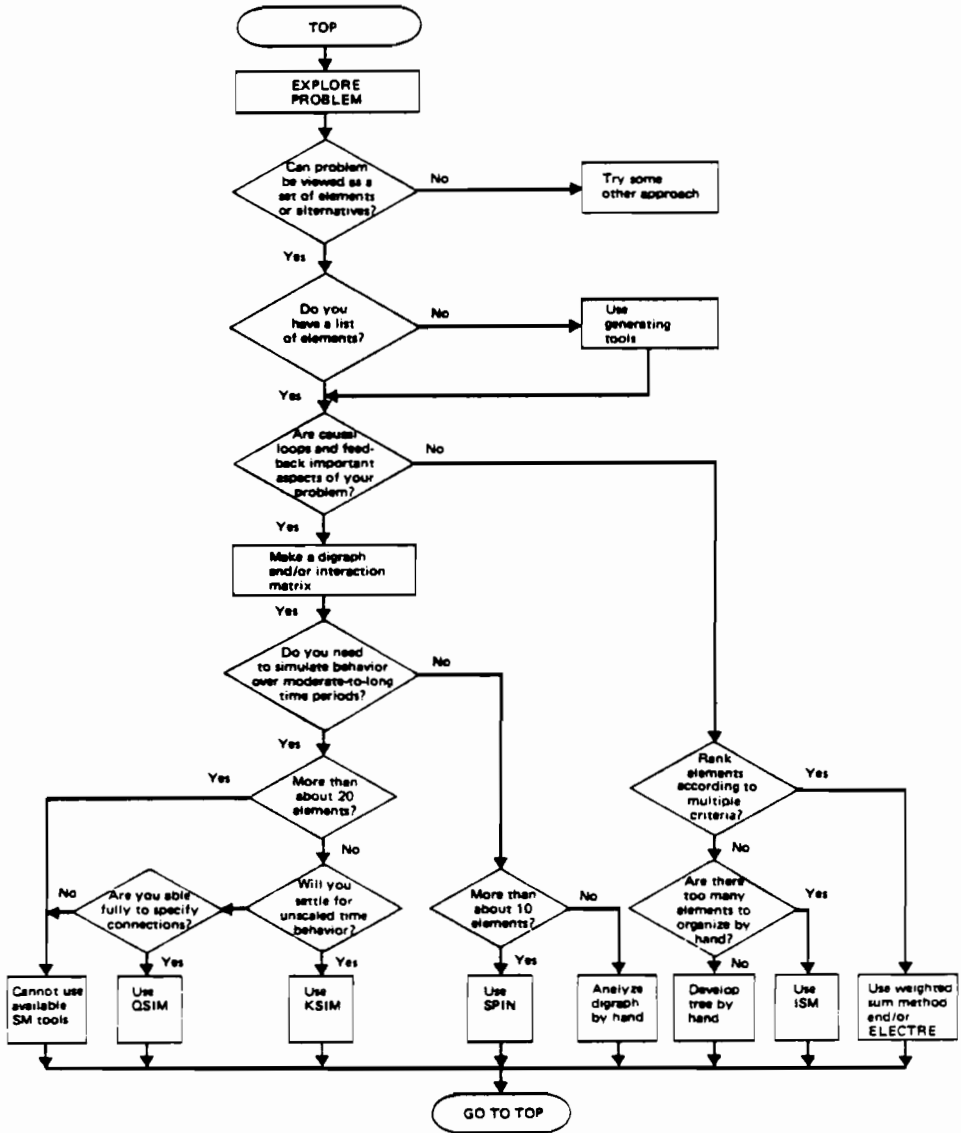 TOP
EXPLORE
PROBLEM
Can problem
be viewed as a
set of elements
or alternatives?
No
Try some
other approach
Yes
Do you
have a list
of elements?
No
Use
generating
tools
Yes
Are causal
loops and feed-
back important
aspects of your
problem?
No
Yes
Make a digraph
and/or interaction
matrix
Yes
Do you need
to simulate behavior
over moderate-to-long
time periods?
No
Yes
Yes
More than
about 20
elements?
Rank
elements
according to
multiple
criteria?
Yes
No
No
No
Are you able
fully to specify
connections?
Will you
settle for
unscaled time
behavior?
More than
about 10
elements?
No
Are there
too many
elements to
organize by
hand?
Yes
Yes
Yes
Yes
No
Cannot use
available
SM tools
Use
QSIM
Use
KSIM
Use
SPIN
Analyze
digraph
by hand
Develop
tree by
hand
Use
ISM
Use weighted
sum method
and/or
ELECTRE
GO TO TOP